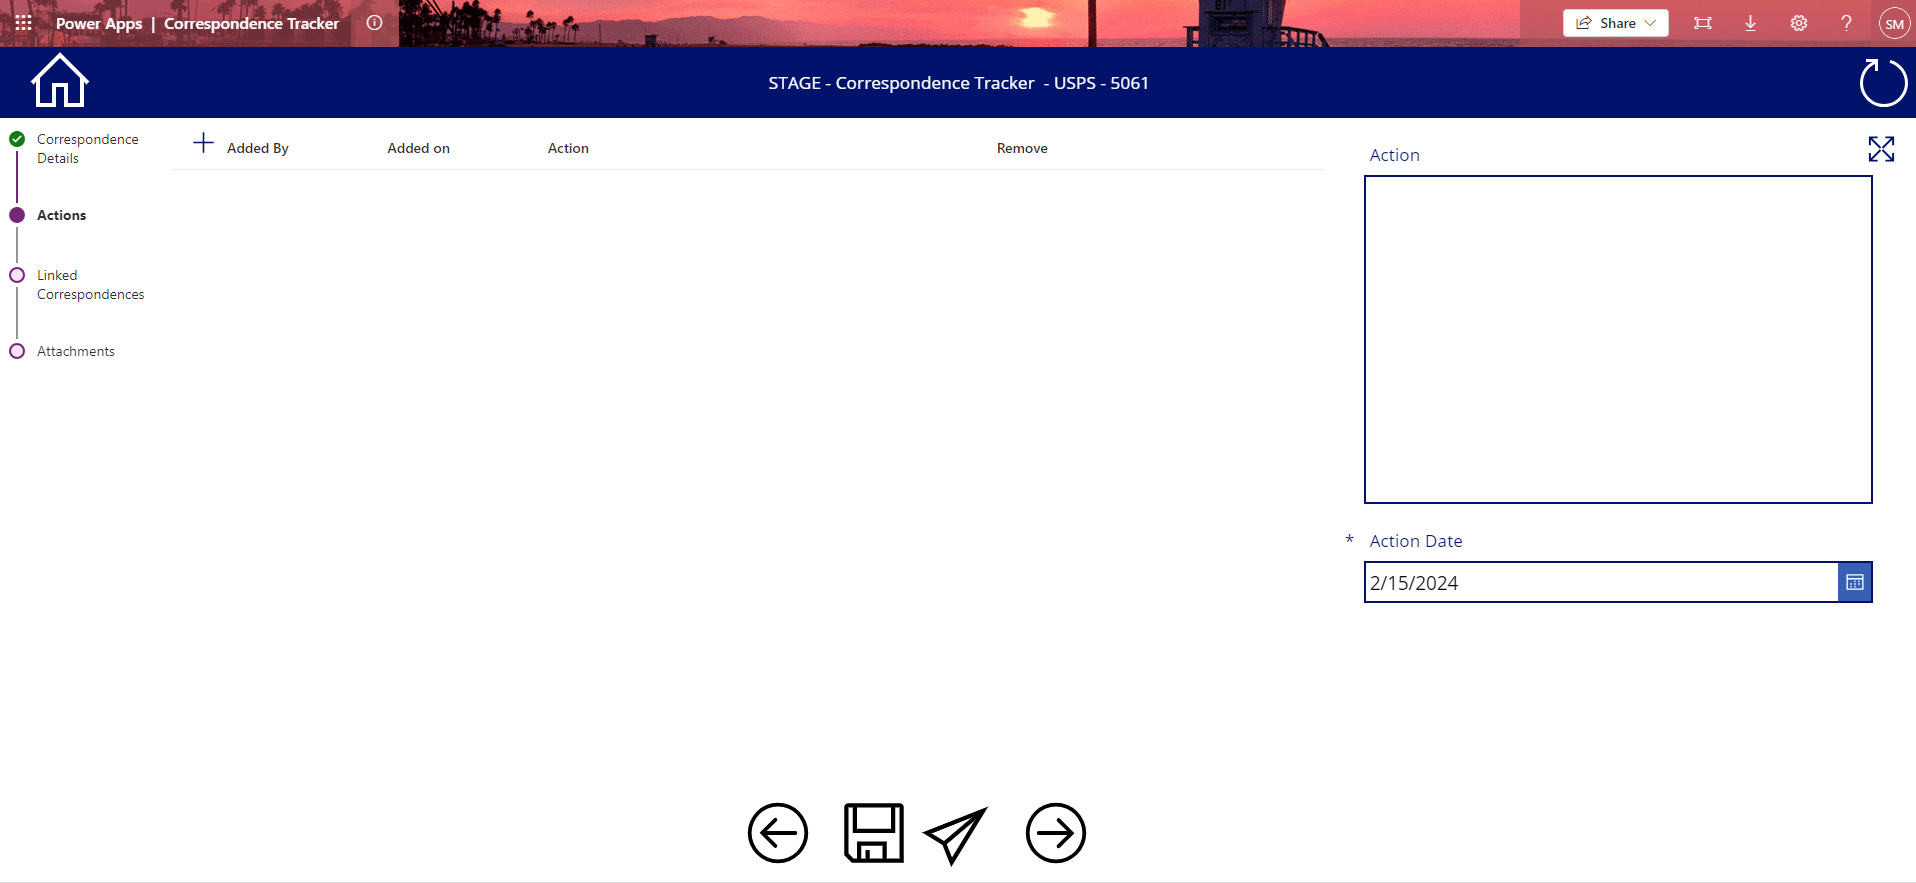 Power Apps | Correspondence Tracker
Share
?
SM
STAGE - Correspondence Tracker - USPS - 5061
Correspondence
Details
Actions
Linked
Correspondences
Attachments
Added By
Added on
Action
Remove
Action
* Action Date
2/15/2024